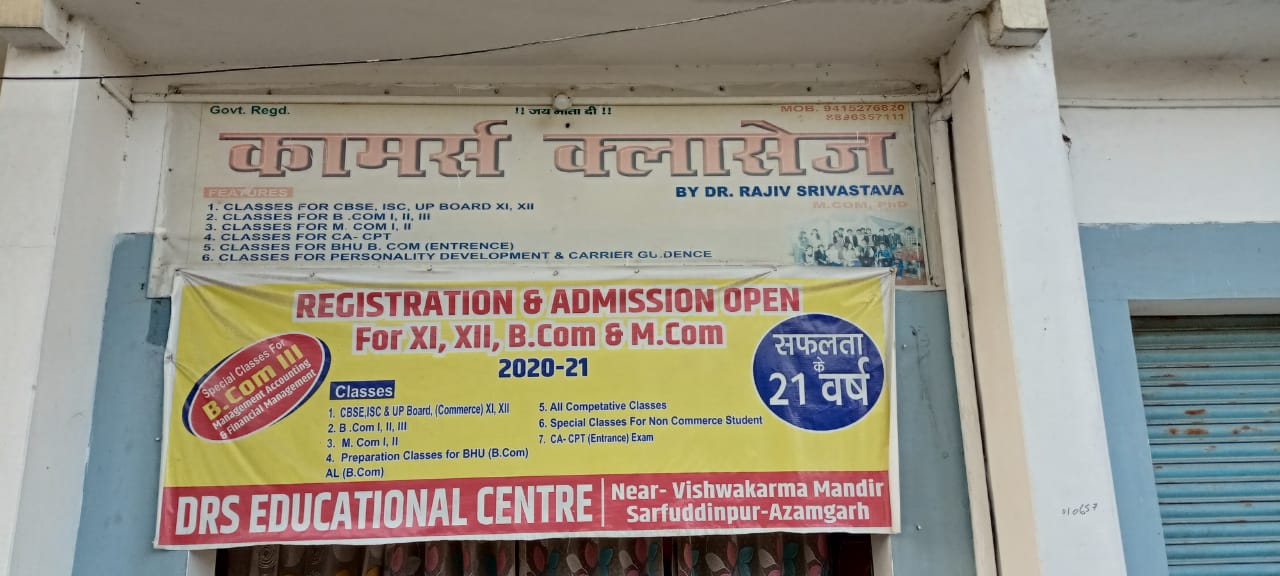 Govt. Regd.
!! जय माता दी !!
MOB. 9415276820
8896357111
कामर्स क्लासेज
BY DR. RAJIV SRIVASTAVA
M.COM, PhD
FEATURES
1. CLASSES FOR CBSE, ISC, UP BOARD XI, XII
2. CLASSES FOR B .COM I, II, III
3. CLASSES FOR M. COM I, II
4. CLASSES FOR CA- CPT
5. CLASSES FOR BHU B. COM (ENTRENCE)
6. CLASSES FOR PERSONALITY DEVELOPMENT & CARRIER GUIDENCE
REGISTRATION & ADMISSION OPEN
For XI, XII, B.Com & M.Com
2020-21
Special Classes For
B.Com III
Management Accounting
& Financial Management
सफलता
के
21 वर्ष
Classes
1. CBSE,ISC & UP Board, (Commerce) XI, XII
2. B .Com I, II, III
3. M. Com I, II
4. Preparation Classes for BHU (B.Com)
AL (B.Com)
5. All Competative Classes
6. Special Classes For Non Commerce Student
7. CA- CPT (Entrance) Exam
DRS EDUCATIONAL CENTRE
Near- Vishwakarma Mandir
Sarfuddinpur-Azamgarh